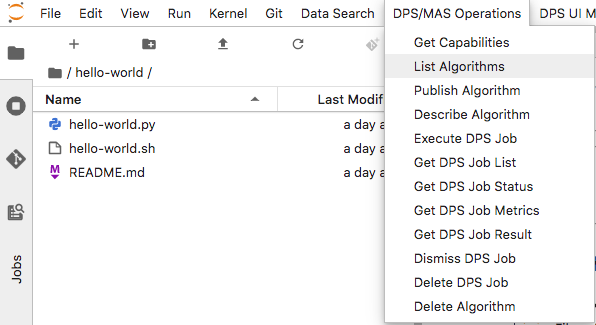 File Edit View Run Kernel Git Data Search DPS/MAS Operations DPS UI M
/ hello-world /
Name Last Modif
hello-world.py a day a
hello-world.sh a day a
README.md a day a
Jobs
Get Capabilities
List Algorithms
Publish Algorithm
Describe Algorithm
Execute DPS Job
Get DPS Job List
Get DPS Job Status
Get DPS Job Metrics
Get DPS Job Result
Dismiss DPS Job
Delete DPS Job
Delete Algorithm